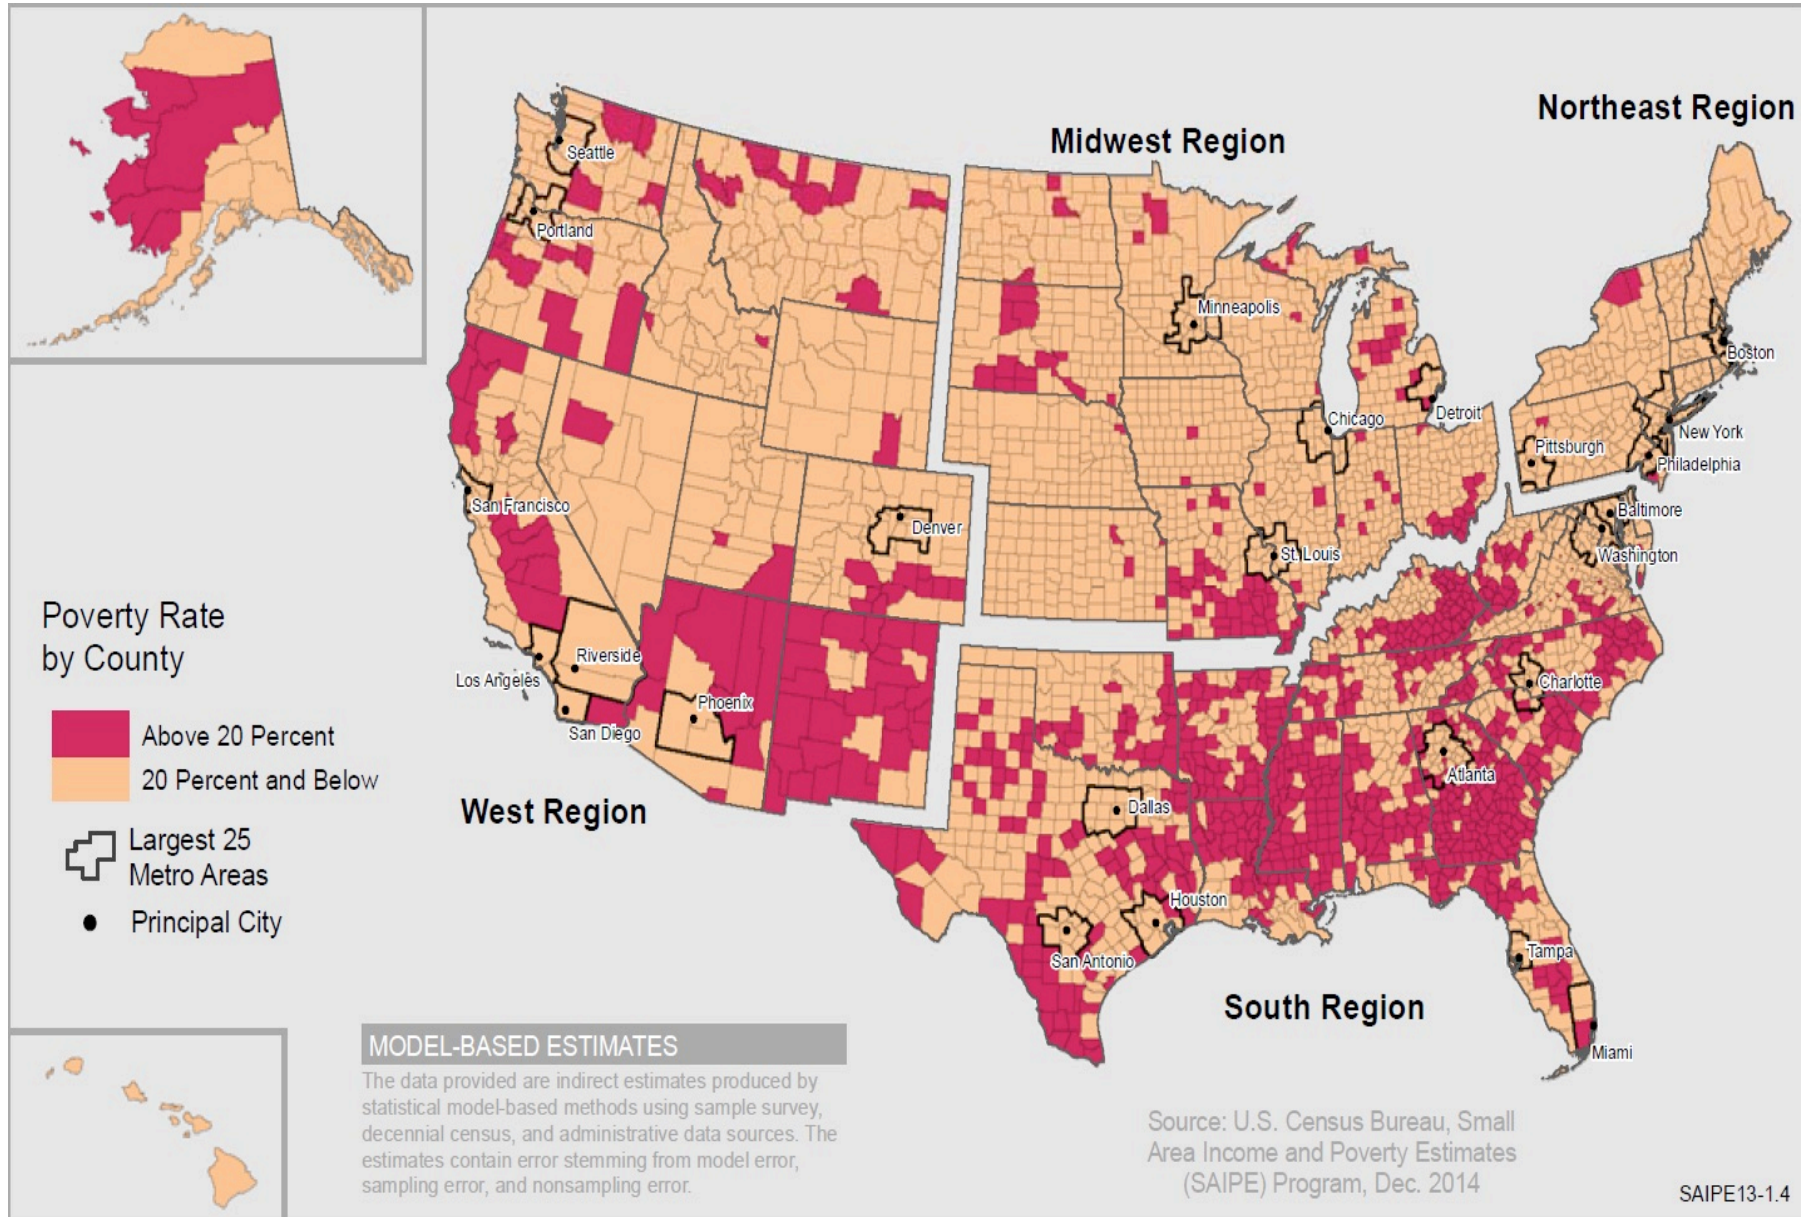 Northeast Region
Midwest Region
Seattle
Portland
Minneapolis
Boston
Chicago
Detroit
New York
Pittsburgh
Philadelphia
San Francisco
Baltimore
Denver
St. Louis
Washington
Poverty Rate
by County
Riverside
Los Angeles
Charlotte
Phoenix
San Diego
Above 20 Percent
20 Percent and Below
Atlanta
Dallas
West Region
Largest 25
Metro Areas
Houston
Principal City
San Antonio
Tampa
South Region
Miami
MODEL-BASED ESTIMATES
The data provided are indirect estimates produced by
statistical model-based methods using sample survey,
decennial census, and administrative data sources. The
estimates contain error stemming from model error,
sampling error, and nonsampling error.
Source: U.S. Census Bureau, Small
Area Income and Poverty Estimates
(SAIPE) Program, Dec. 2014
SAIPE13-1.4